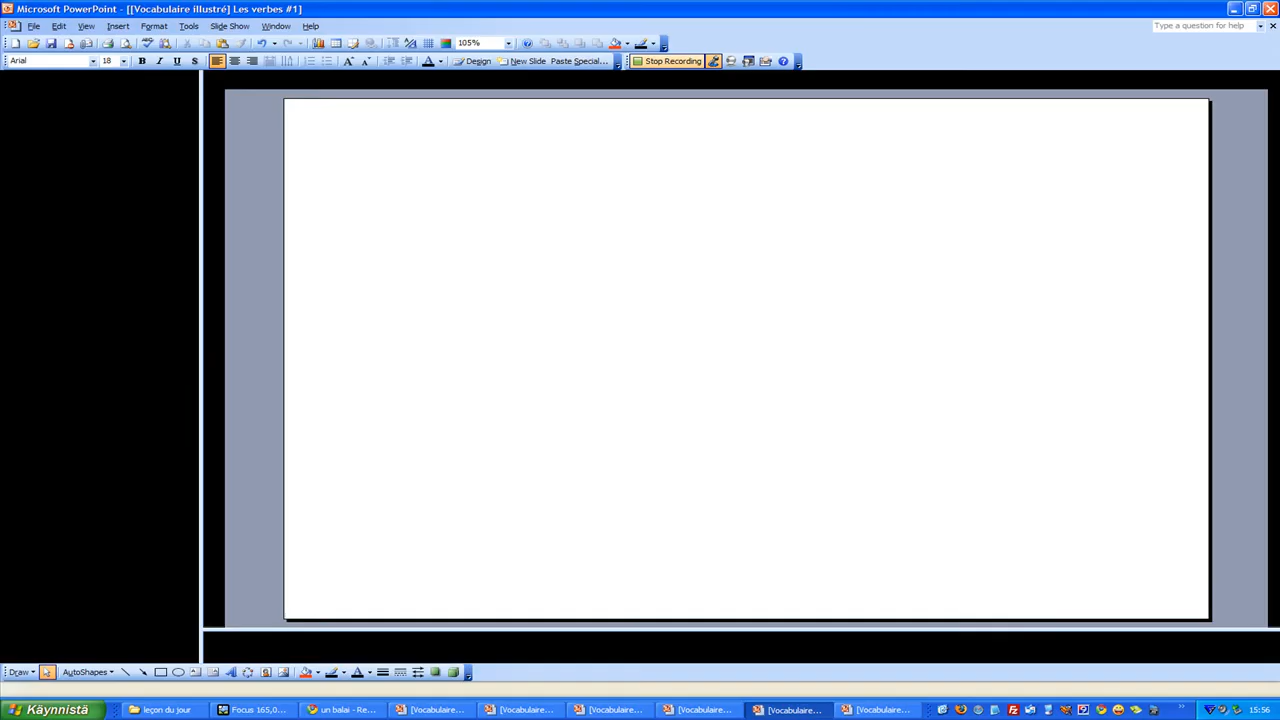 Microsoft PowerPoint - [[Vocabulaire illustré] Les verbes #1]
File Edit View Insert Format Tools Slide Show Window Help
Type a question for help
105%
Arial 18 Design New Slide Paste Special... Stop Recording
Draw AutoShapes
Käynnistä leçon du jour Focus 165,0... un balai - Re... [Vocabulaire... [Vocabulaire... [Vocabulaire... [Vocabulaire... [Vocabulaire... [Vocabulaire... 15:56